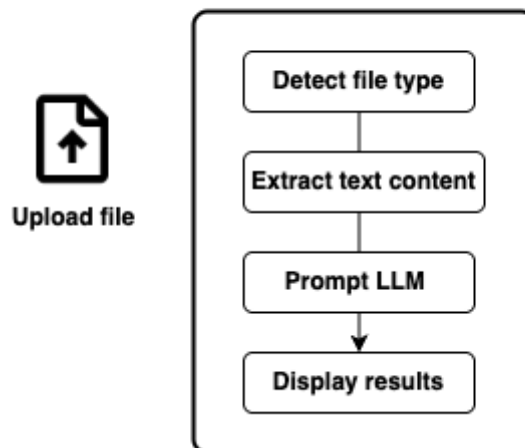 Upload file
Detect file type
Extract text content
Prompt LLM
Display results